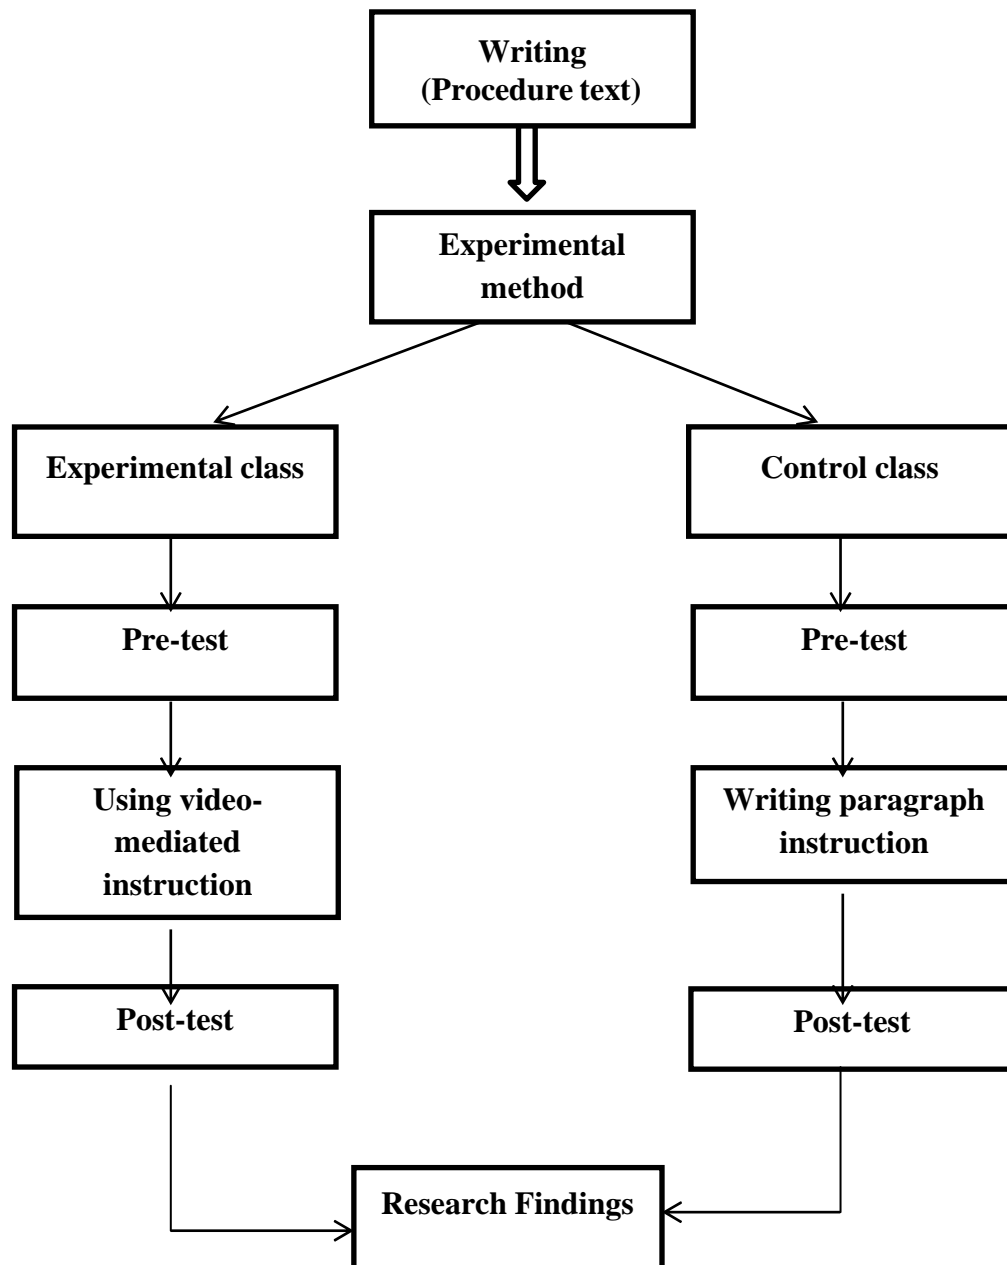 Writing
(Procedure text)
Experimental
method
Experimental class
Control class
Pre-test
Pre-test
Using video-
mediated
instruction
Writing paragraph
instruction
Post-test
Post-test
Research Findings